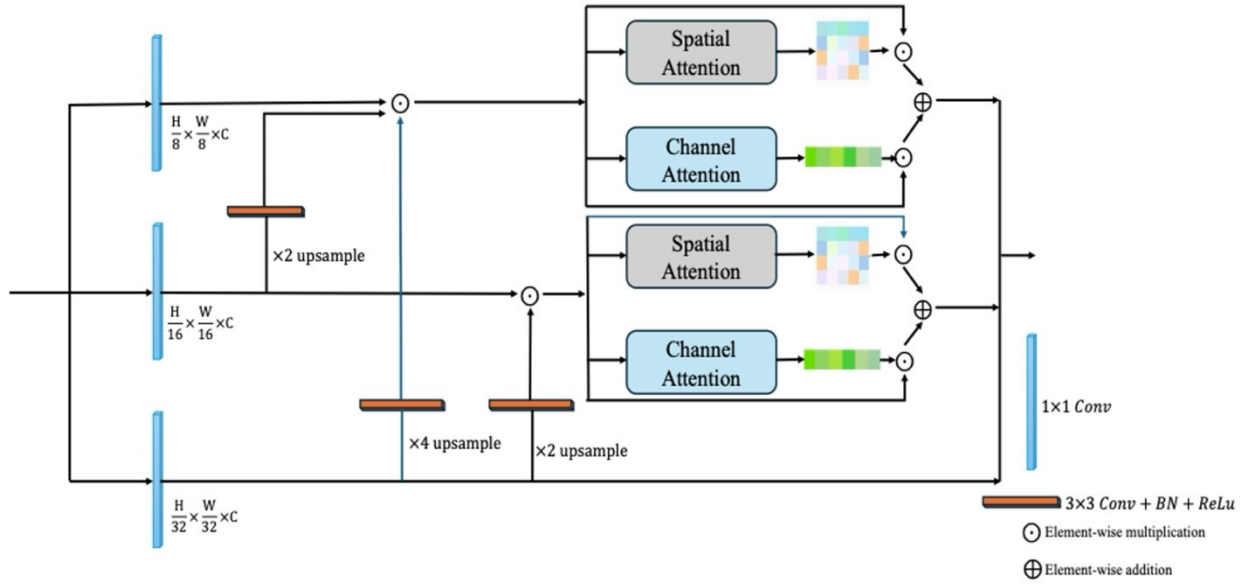 Spatial
Attention
H/8 × W/8 ×C
Channel
Attention
×2 upsample
Spatial
Attention
H/16 × W/16 ×C
Channel
Attention
1×1 Conv
×4 upsample
×2 upsample
H/32 × W/32 ×C
3×3 Conv + BN + ReLu
Element-wise multiplication
Element-wise addition